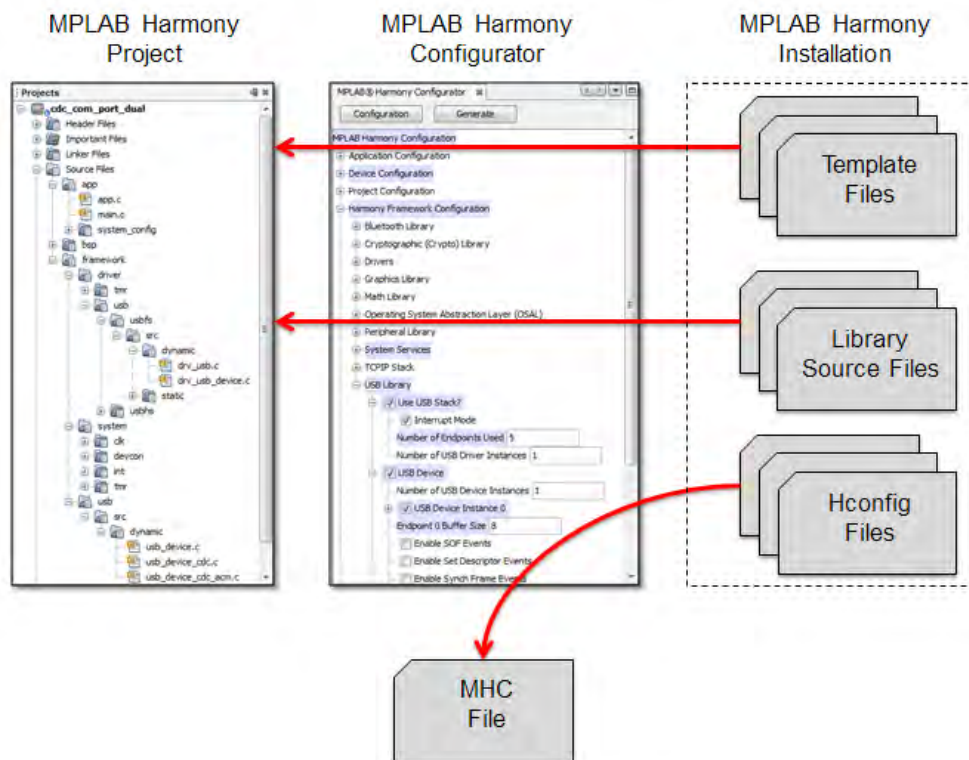 MPLAB Harmony
Project
MPLAB Harmony
Configurator
MPLAB Harmony
Installation
Projects
cdc_com_port_dual
Header Files
Important Files
Linker Files
Source Files
app
app.c
main.c
system_config
bsp
framework
driver
tmr
usb
usbfs
src
dynamic
drv_usb.c
drv_usb_device.c
static
usbhs
system
clk
devcon
int
tmr
usb
src
dynamic
usb_device.c
usb_device_cdc.c
usb_device_cdc_acm.c
MPLAB® Harmony Configurator
Configuration
Generate
MPLAB Harmony Configuration
Application Configuration
Device Configuration
Project Configuration
Harmony Framework Configuration
Bluetooth Library
Cryptographic (Crypto) Library
Drivers
Graphics Library
Math Library
Operating System Abstraction Layer (OSAL)
Peripheral Library
System Services
TCPIP Stack
USB Library
Use USB Stack?
Interrupt Mode
Number of Endpoints Used 5
Number of USB Driver Instances 1
USB Device
Number of USB Device Instances 1
USB Device Instance 0
Endpoint 0 Buffer Size 8
Enable SOF Events
Enable Set Descriptor Events
Enable Synch Frame Events
Template
Files
Library
Source Files
Hconfig
Files
MHC
File